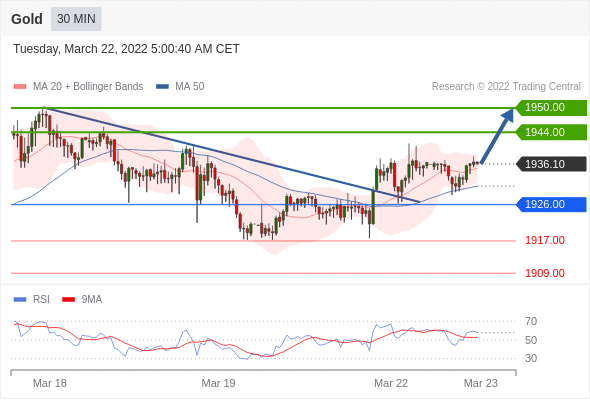 Gold 30 MIN
Tuesday, March 22, 2022 5:00:40 AM CET
MA 20 + Bollinger Bands MA 50 Research © 2022 Trading Central
1950.00
1944.00
1936.10
1926.00
1917.00
1909.00
RSI 9MA
70
50
30
Mar 18 Mar 19 Mar 22 Mar 23